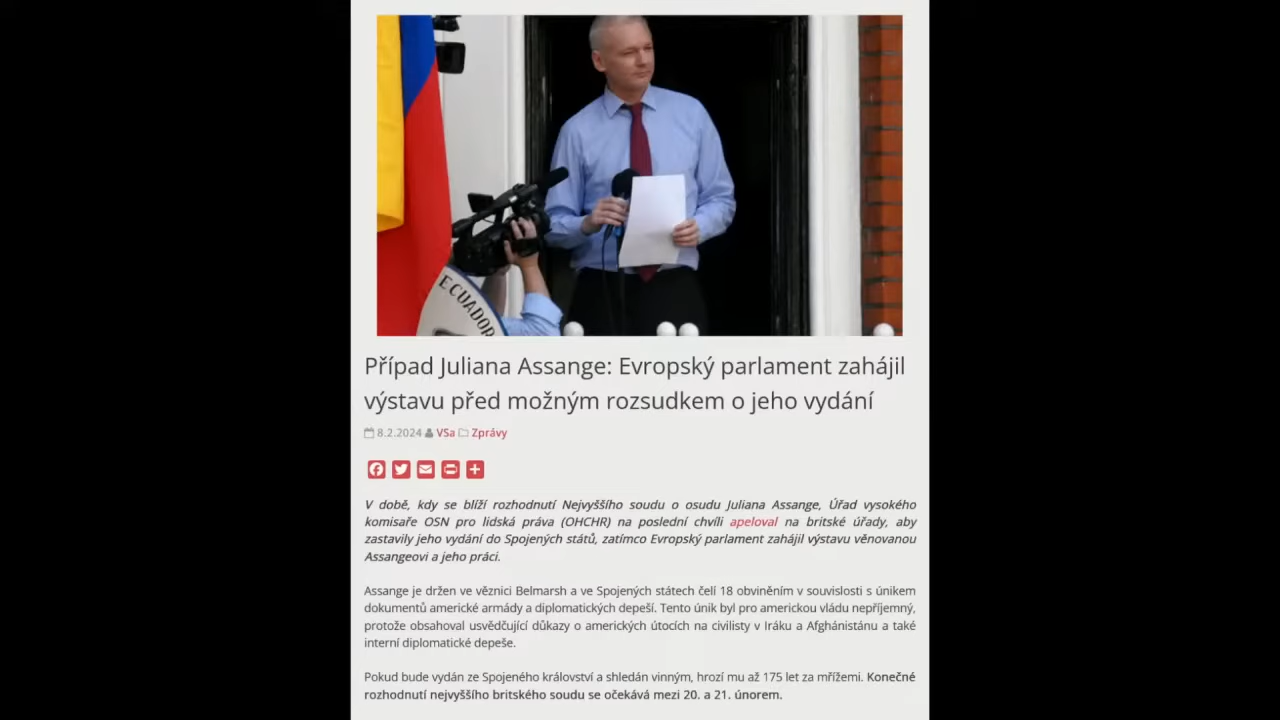 ECUADOR
Případ Juliana Assange: Evropský parlament zahájil
výstavu před možným rozsudkem o jeho vydání
8.2.2024 VSa Zprávy
V době, kdy se blíží rozhodnutí Nejvyššího soudu o osudu Juliana Assange, Úřad vysokého
komisaře OSN pro lidská práva (OHCHR) na poslední chvíli apeloval na britské úřady, aby
zastavily jeho vydání do Spojených států, zatímco Evropský parlament zahájil výstavu věnovanou
Assangeovi a jeho práci.
Assange je držen ve věznici Belmarsh a ve Spojených státech čelí 18 obviněním v souvislosti s únikem
dokumentů americké armády a diplomatických depeší. Tento únik byl pro americkou vládu nepříjemný,
protože obsahoval usvědčující důkazy o amerických útocích na civilisty v Iráku a Afghánistánu a také
interní diplomatické depeše.
Pokud bude vydán ze Spojeného království a shledán vinným, hrozí mu až 175 let za mřížemi. Konečné
rozhodnutí nejvyššího britského soudu se očekává mezi 20. a 21. únorem.